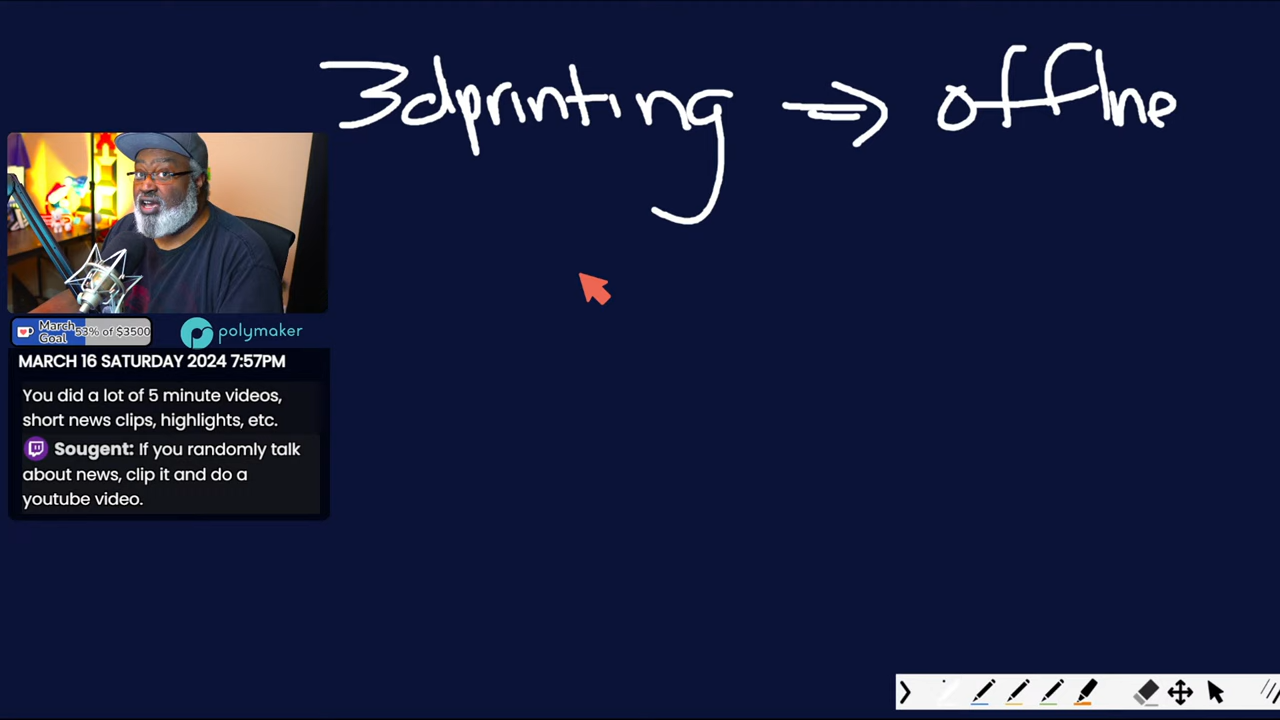 3dprinting => offlne
March
Goal
53% of $3500
polymaker
MARCH 16 SATURDAY 2024 7:57PM
You did a lot of 5 minute videos,
short news clips, highlights, etc.
Sougent: If you randomly talk
about news, clip it and do a
youtube video.